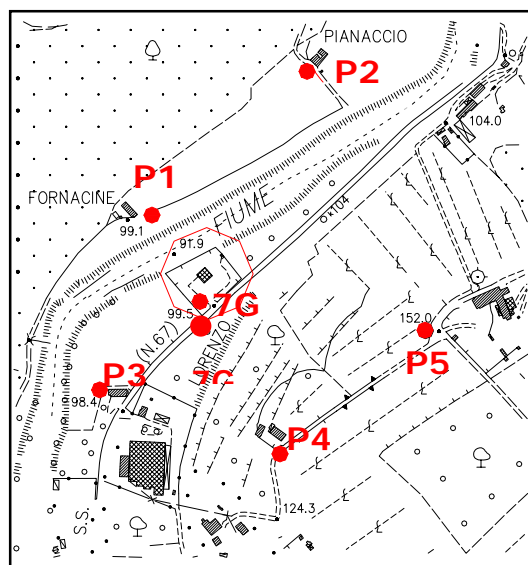 PIANACCIO
P2
104.0
P1
FORNACINE
99.1
FIUME
104
91.9
99.5
7G
(N.67)
LORENZO
152.0
P5
P3
98.4
P4
124.3
S.S.